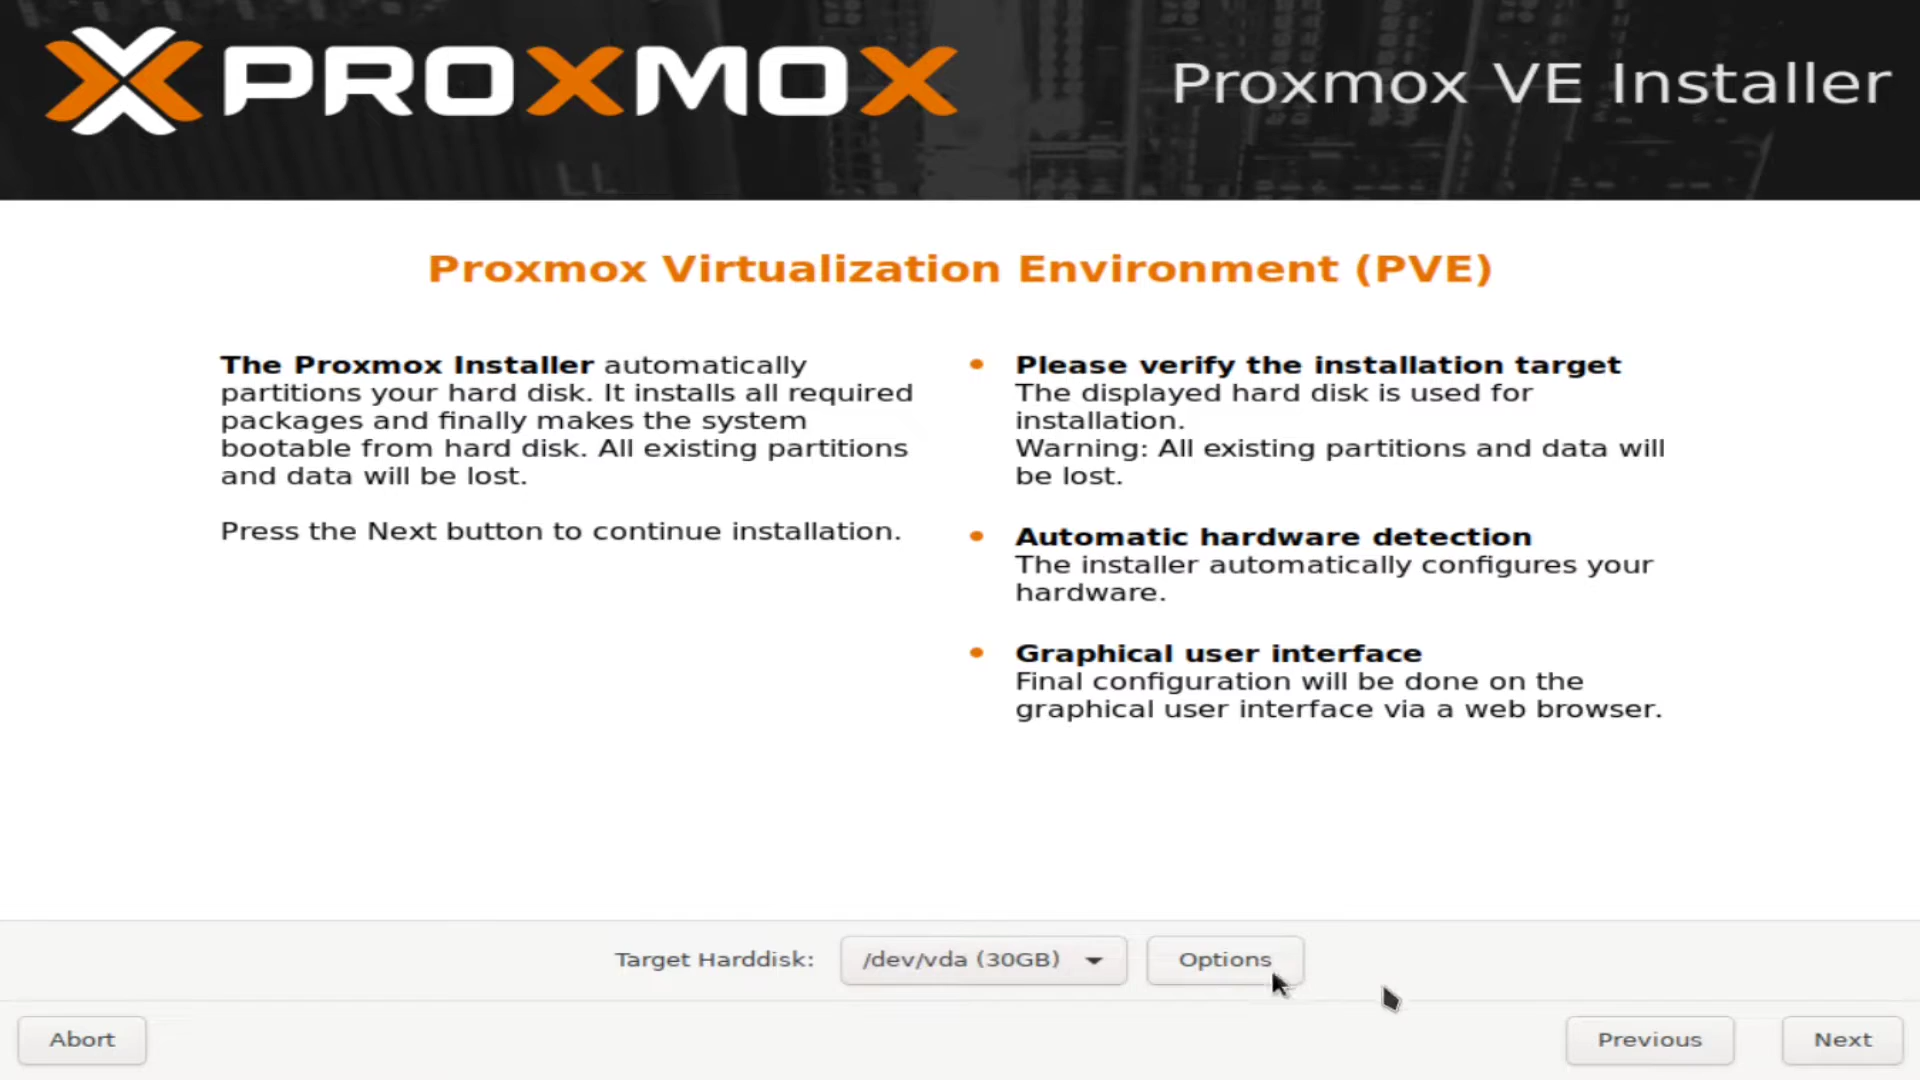 PROXMOX
Proxmox VE Installer
Proxmox Virtualization Environment (PVE)
The Proxmox Installer automatically
partitions your hard disk. It installs all required
packages and finally makes the system
bootable from hard disk. All existing partitions
and data will be lost.
Press the Next button to continue installation.
Please verify the installation target
The displayed hard disk is used for
installation.
Warning: All existing partitions and data will
be lost.
Automatic hardware detection
The installer automatically configures your
hardware.
Graphical user interface
Final configuration will be done on the
graphical user interface via a web browser.
Target Harddisk: /dev/vda (30GB) Options
Abort Previous Next